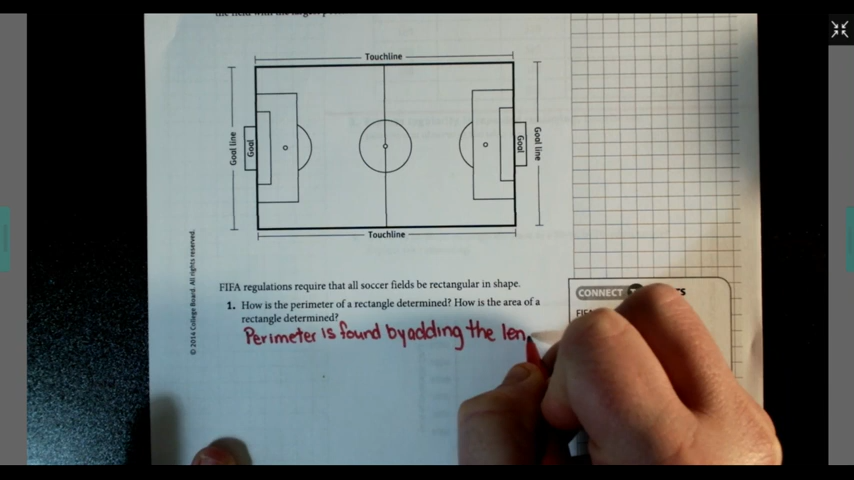 Touchline
Goal line
Goal
Goal
Goal line
Touchline
© 2014 College Board. All rights reserved.
FIFA regulations require that all soccer fields be rectangular in shape.
1. How is the perimeter of a rectangle determined? How is the area of a
rectangle determined?
Perimeter is found by adding the len
CONNECT